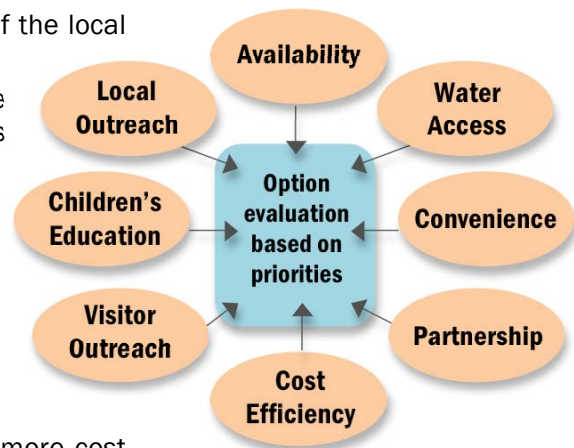 f the local
Availability
Local
Outreach
Water
Access
Children's
Education
Option
evaluation
based on
priorities
Convenience
Visitor
Outreach
Partnership
Cost
Efficiency
more cost